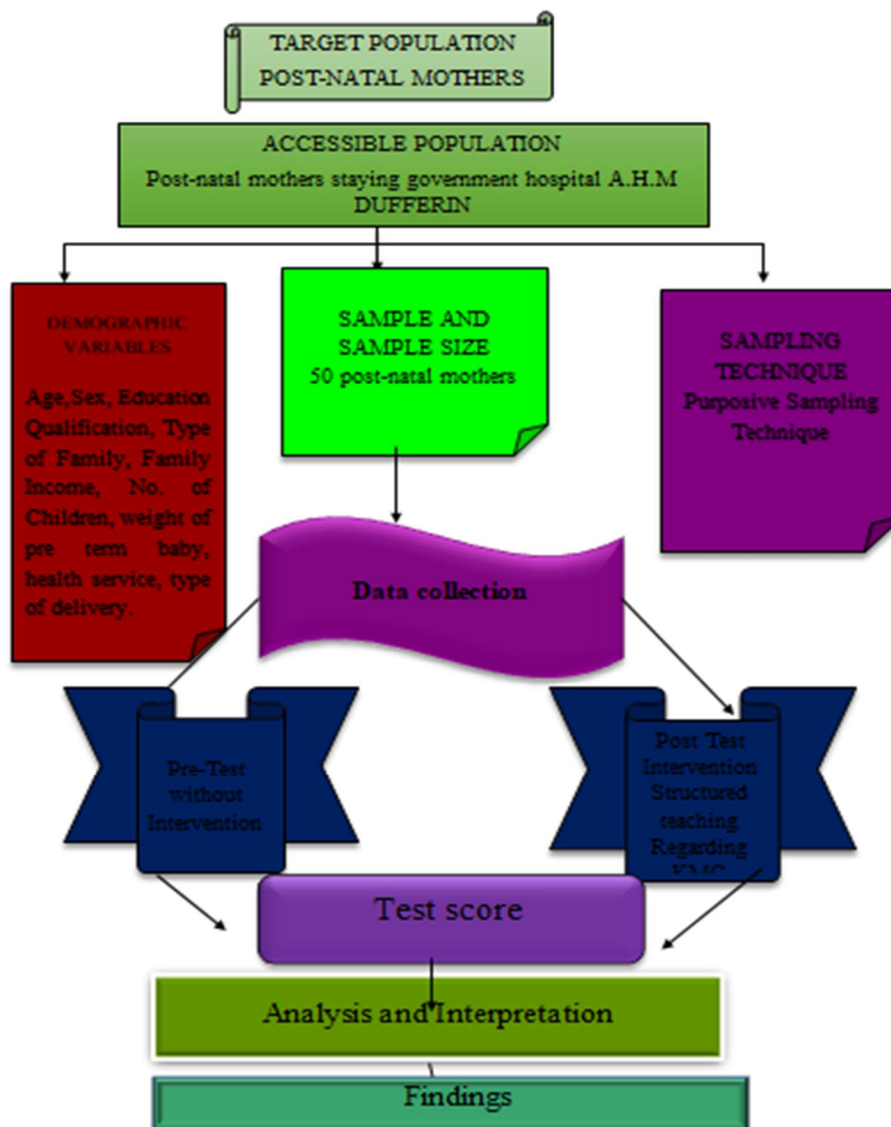 TARGET POPULATION
POST-NATAL MOTHERS
ACCESSIBLE POPULATION
Post-natal mothers staying government hospital A.H.M
DUFFERIN
DEMOGRAPHIC
VARIABLES
Age,Sex, Education
Qualification, Type
of Family, Family
Income, No. of
Children, weight of
pre term baby,
health service, type
of delivery.
SAMPLE AND
SAMPLE SIZE
50 post-natal mothers
SAMPLING
TECHNIQUE
Purposive Sampling
Technique
Data collection
Pre-Test
without
Intervention
Post Test
Intervention
Structured
teaching
Regarding
KMC
Test score
Analysis and Interpretation
Findings